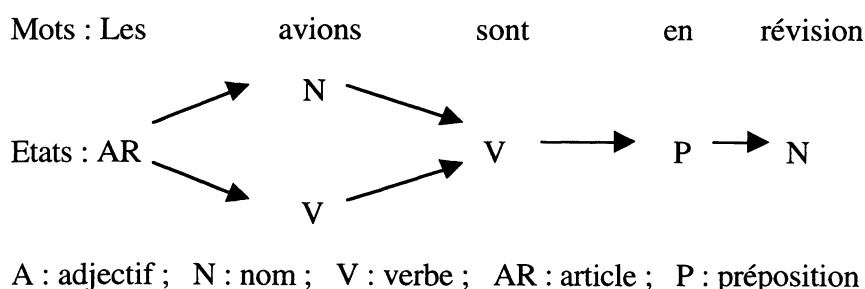 Mots : Les avions sont en révision
N
Etats : AR V P N
V
A : adjectif ; N : nom ; V : verbe ; AR : article ; P : préposition